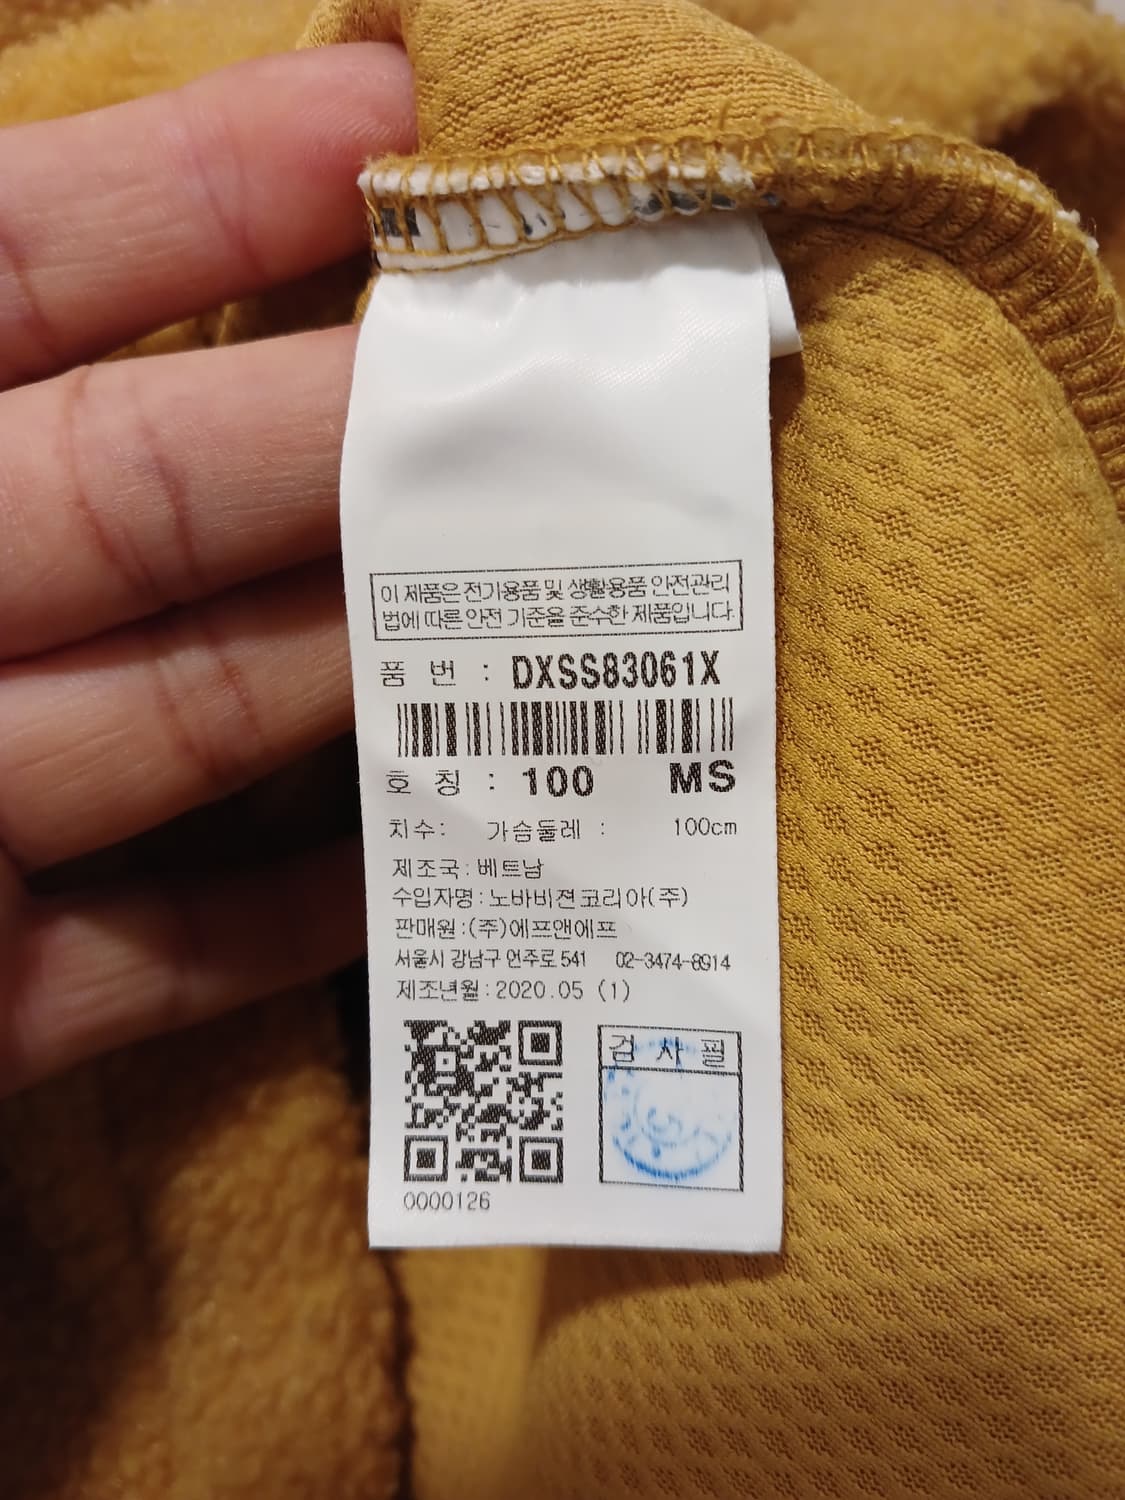 이 제품은 전기용품 및 생활용품 안전관리
법에 따른 안전 기준을 준수한 제품입니다.
품 번 : DXSS83061X
호 칭 : 100 MS
치수: 가슴둘레 : 100cm
제조국:베트남
수입자명:노바비젼코리아(주)
판매원:(주)에프앤에프
서울시 강남구 언주로 541 02-3474-8914
제조년월:2020.05 (1)
검 사 필
0000126